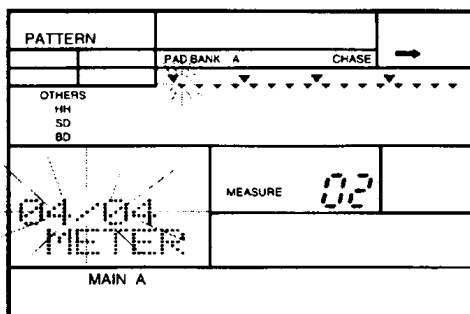 PATTERN
PAD BANK A CHASE
OTHERS
HH
SD
BD
04/04
METER
MEASURE 02
MAIN A